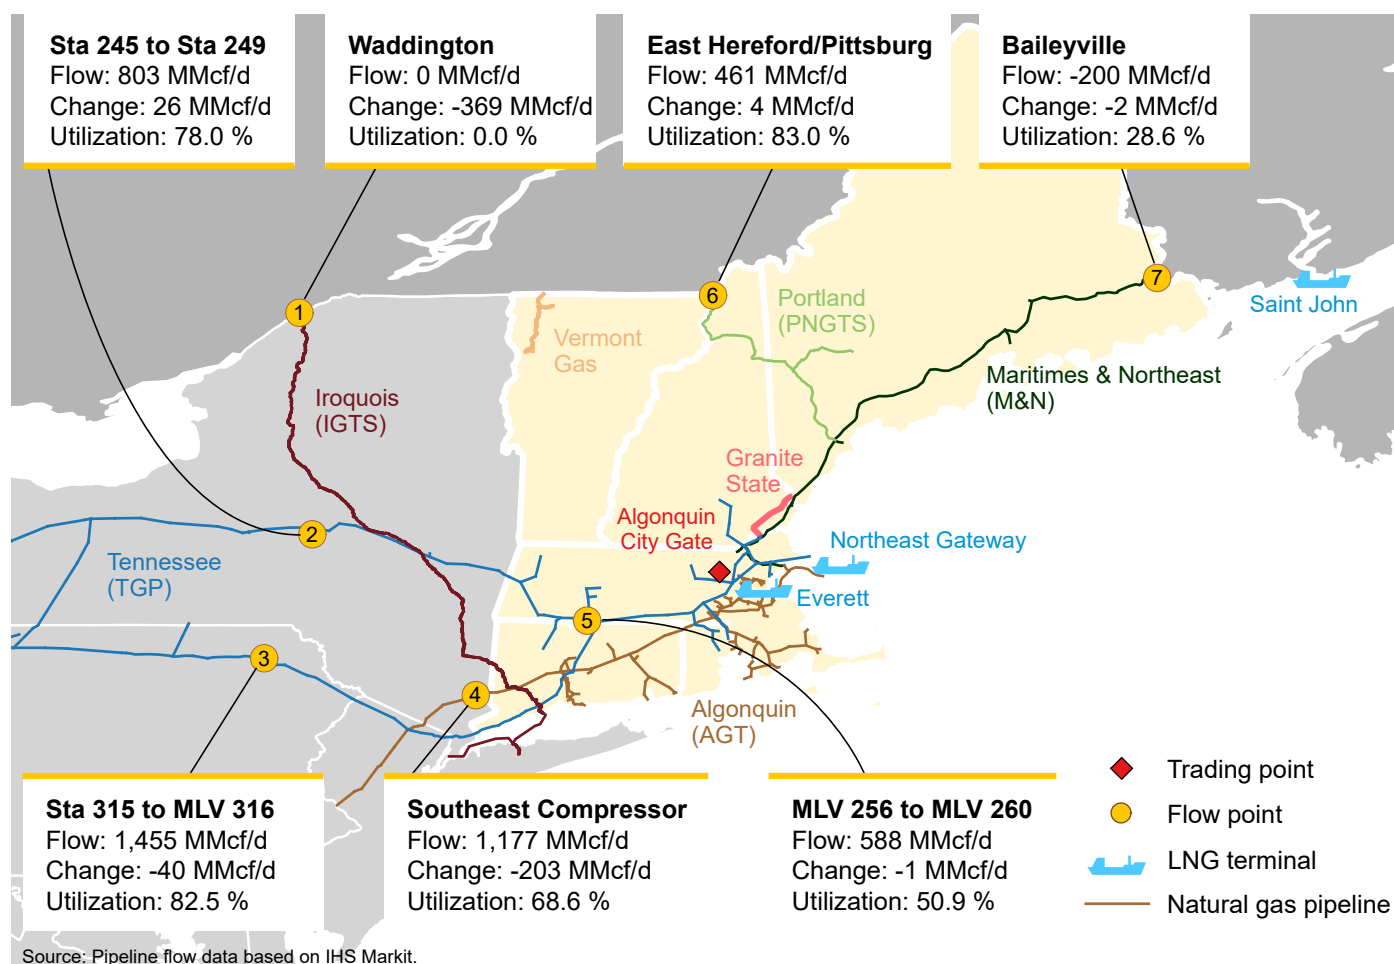 Sta 245 to Sta 249
Flow: 803 MMcf/d
Change: 26 MMcf/d
Utilization: 78.0 %
Waddington
Flow: 0 MMcf/d
Change: -369 MMcf/d
Utilization: 0.0 %
East Hereford/Pittsburg
Flow: 461 MMcf/d
Change: 4 MMcf/d
Utilization: 83.0 %
Baileyville
Flow: -200 MMcf/d
Change: -2 MMcf/d
Utilization: 28.6 %
1
6
7
Saint John
Portland
(PNGTS)
Vermont
Gas
Maritimes & Northeast
(M&N)
Iroquois
(IGTS)
Granite
State
Algonquin
City Gate
2
Northeast Gateway
Tennessee
(TGP)
Everett
5
3
4
Algonquin
(AGT)
Sta 315 to MLV 316
Flow: 1,455 MMcf/d
Change: -40 MMcf/d
Utilization: 82.5 %
Southeast Compressor
Flow: 1,177 MMcf/d
Change: -203 MMcf/d
Utilization: 68.6 %
MLV 256 to MLV 260
Flow: 588 MMcf/d
Change: -1 MMcf/d
Utilization: 50.9 %
Trading point
Flow point
LNG terminal
Natural gas pipeline
Source: Pipeline flow data based on IHS Markit.